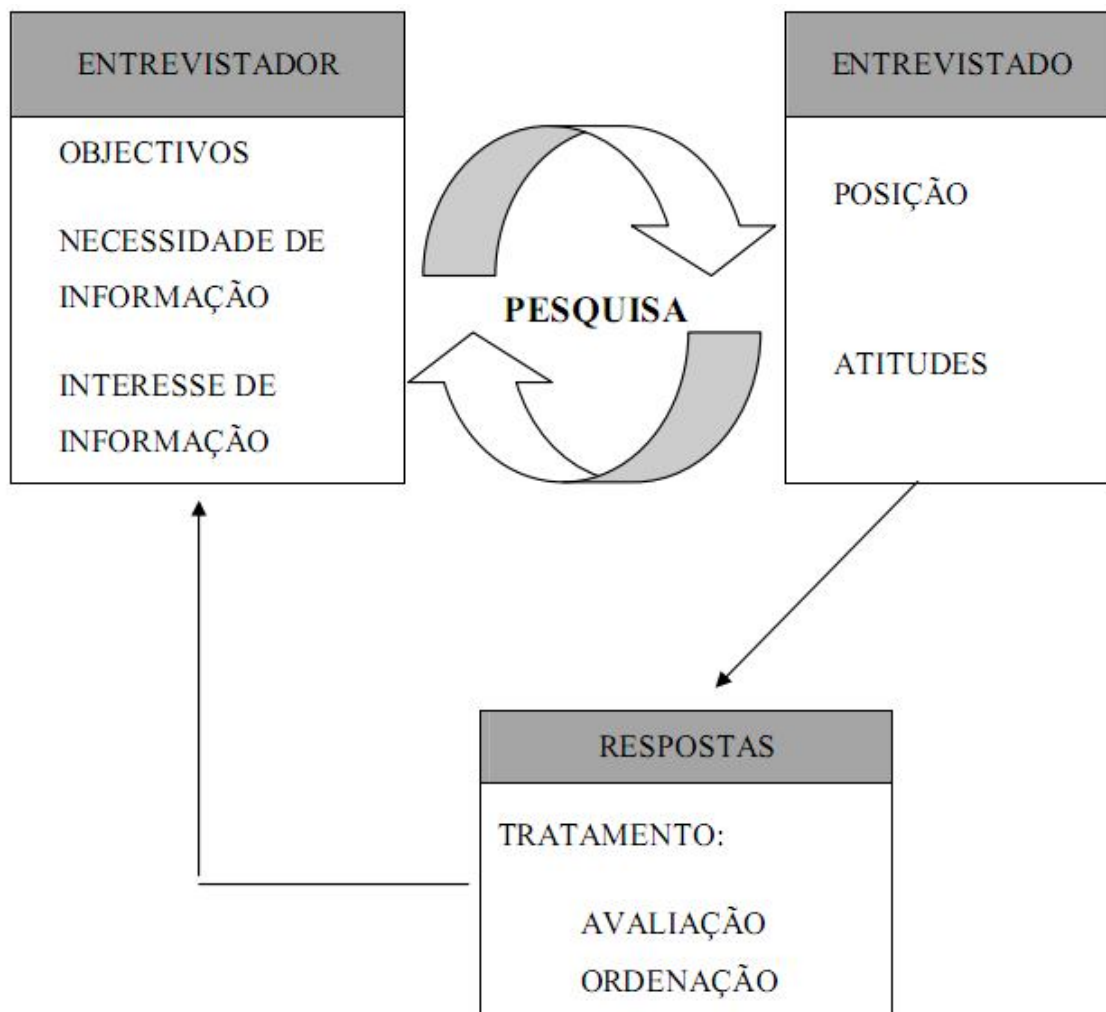 ENTREVISTADOR
OBJECTIVOS
NECESSIDADE DE
INFORMAÇÃO
INTERESSE DE
INFORMAÇÃO
PESQUISA
ENTREVISTADO
POSIÇÃO
ATITUDES
RESPOSTAS
TRATAMENTO:
AVALIAÇÃO
ORDENAÇÃO